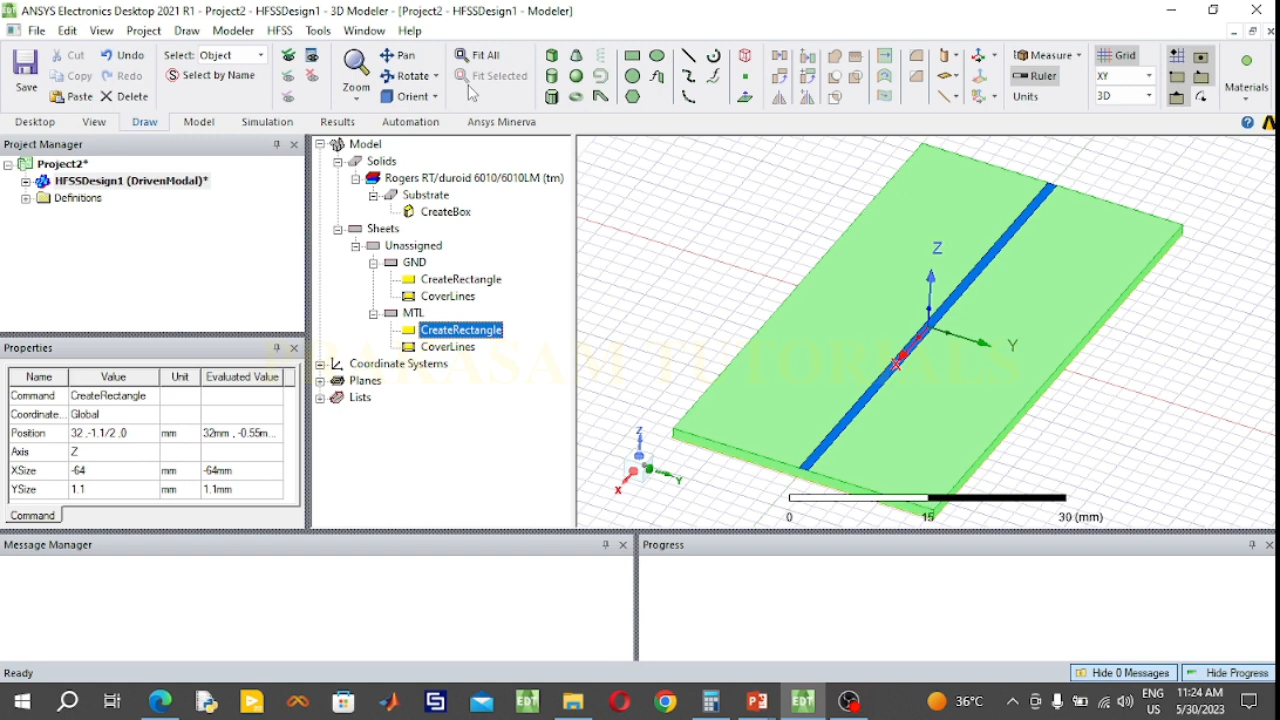 ANSYS Electronics Desktop 2021 R1 - Project2 - HFSSDesign1 - 3D Modeler - [Project2 - HFSSDesign1 - Modeler]
File Edit View Project Draw Modeler HFSS Tools Window Help
Save
Cut
Copy
Paste
Undo
Redo
Delete
Select: Object
Select by Name
Zoom
Pan
Rotate
Orient
Fit All
Fit Selected
Measure
Ruler
Units
Grid
XY
3D
Materials
Desktop View Draw Model Simulation Results Automation Ansys Minerva
Project Manager
Project2*
HFSSDesign1 (DrivenModal)*
Definitions
Model
Solids
Rogers RT/duroid 6010/6010LM (tm)
Substrate
CreateBox
Sheets
Unassigned
GND
CreateRectangle
CoverLines
MTL
CreateRectangle
CoverLines
Coordinate Systems
Planes
Lists
Properties
Name Value Unit Evaluated Value
Command CreateRectangle
Coordinate... Global
Position 32 ,-1.1/2 ,0 mm 32mm , -0.55m...
Axis Z
XSize -64 mm -64mm
YSize 1.1 mm 1.1mm
Command
PRAKASAM TUTORIALS
Z
Y
Z
Y
X
0 15 30 (mm)
Message Manager
Progress
Ready
Hide 0 Messages
Hide Progress
EDT
EDT
36°C
ENG
US
11:24 AM
5/30/2023